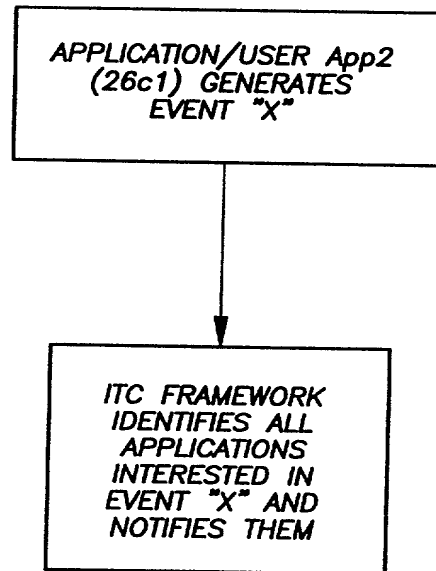 APPLICATION/USER App2
(26c1) GENERATES
EVENT "X"
ITC FRAMEWORK
IDENTIFIES ALL
APPLICATIONS
INTERESTED IN
EVENT "X" AND
NOTIFIES THEM